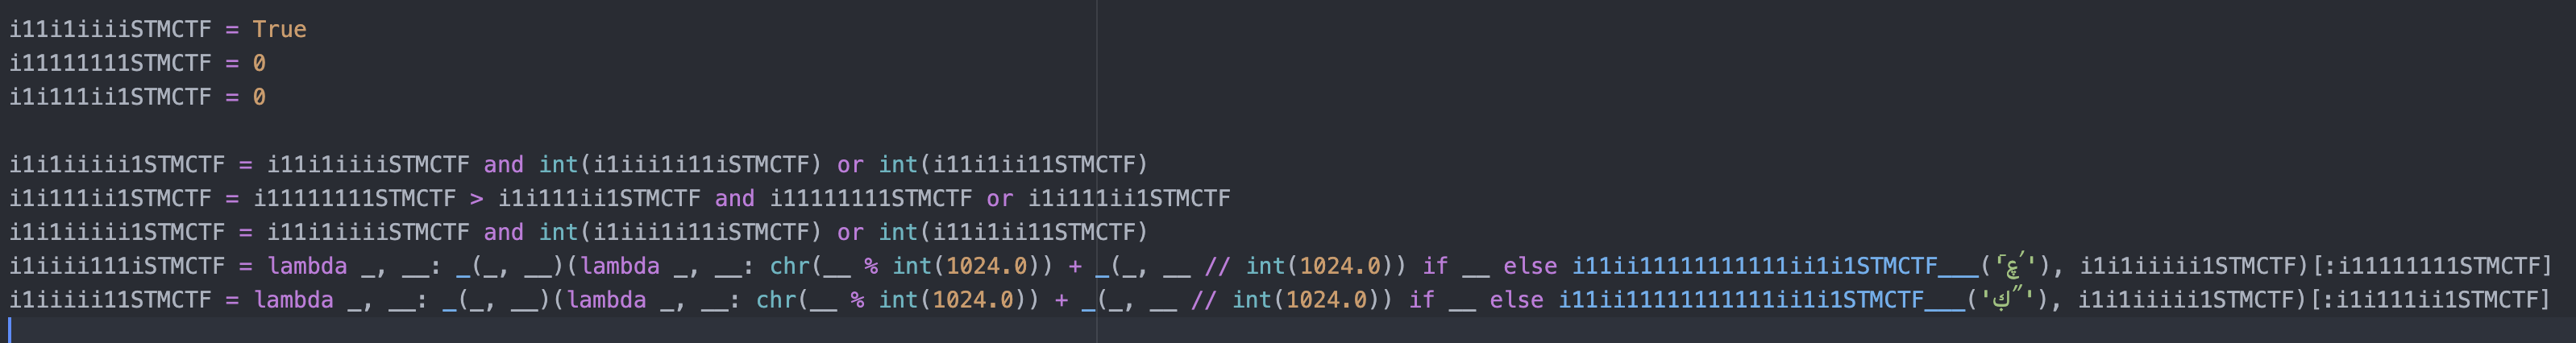 i11i1iiiiSTMCTF = True
i11111111STMCTF = 0
i1i111ii1STMCTF = 0
i1i1iiiii1STMCTF = i11i1iiiiSTMCTF and int(i1iii1i11iSTMCTF) or int(i11i1ii11STMCTF)
i1i111ii1STMCTF = i11111111STMCTF > i1i111ii1STMCTF and i11111111STMCTF or i1i111ii1STMCTF
i1i1iiiii1STMCTF = i11i1iiiiSTMCTF and int(i1iii1i11iSTMCTF) or int(i11i1ii11STMCTF)
i1iiii111iSTMCTF = lambda _, __: _(_, __)(lambda _, __: chr(__ % int(1024.0)) + _(_, __ // int(1024.0)) if __ else i11ii11111111111ii1i1STMCTF___(''), i1i1iiiii1STMCTF)[:i11111111STMCTF]
i1iiiii11STMCTF = lambda _, __: _(_, __)(lambda _, __: chr(__ % int(1024.0)) + _(_, __ // int(1024.0)) if __ else i11ii11111111111ii1i1STMCTF___(''), i1i1iiiii1STMCTF)[:i1i111ii1STMCTF]